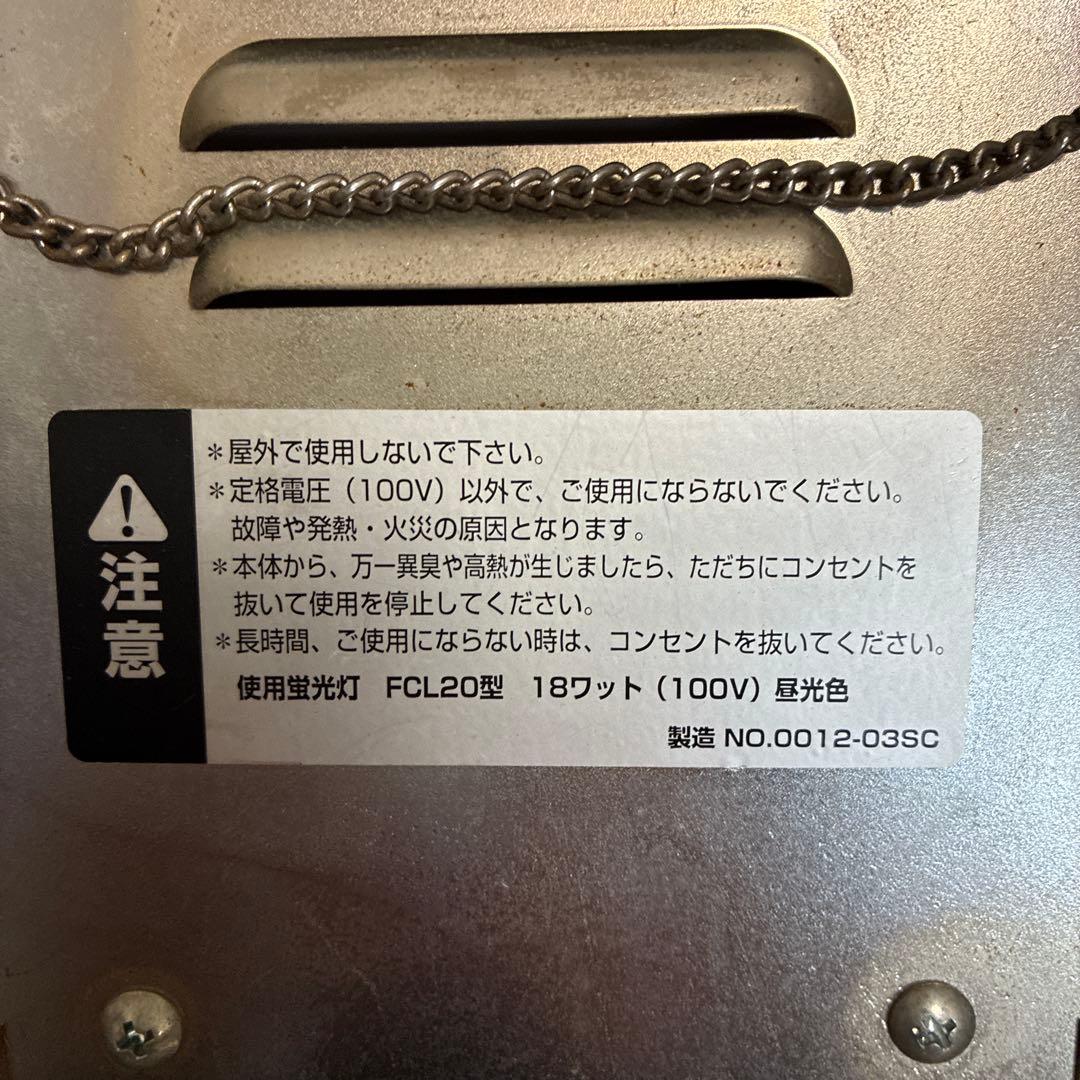 注意
＊屋外で使用しないで下さい。
＊定格電圧（100V）以外で、ご使用にならないでください。
故障や発熱・火災の原因となります。
＊本体から、万一異臭や高熱が生じましたら、ただちにコンセントを
抜いて使用を停止してください。
＊長時間、ご使用にならない時は、コンセントを抜いてください。
使用蛍光灯　FCL20型　18ワット（100V）昼光色
製造 NO.0012-03SC